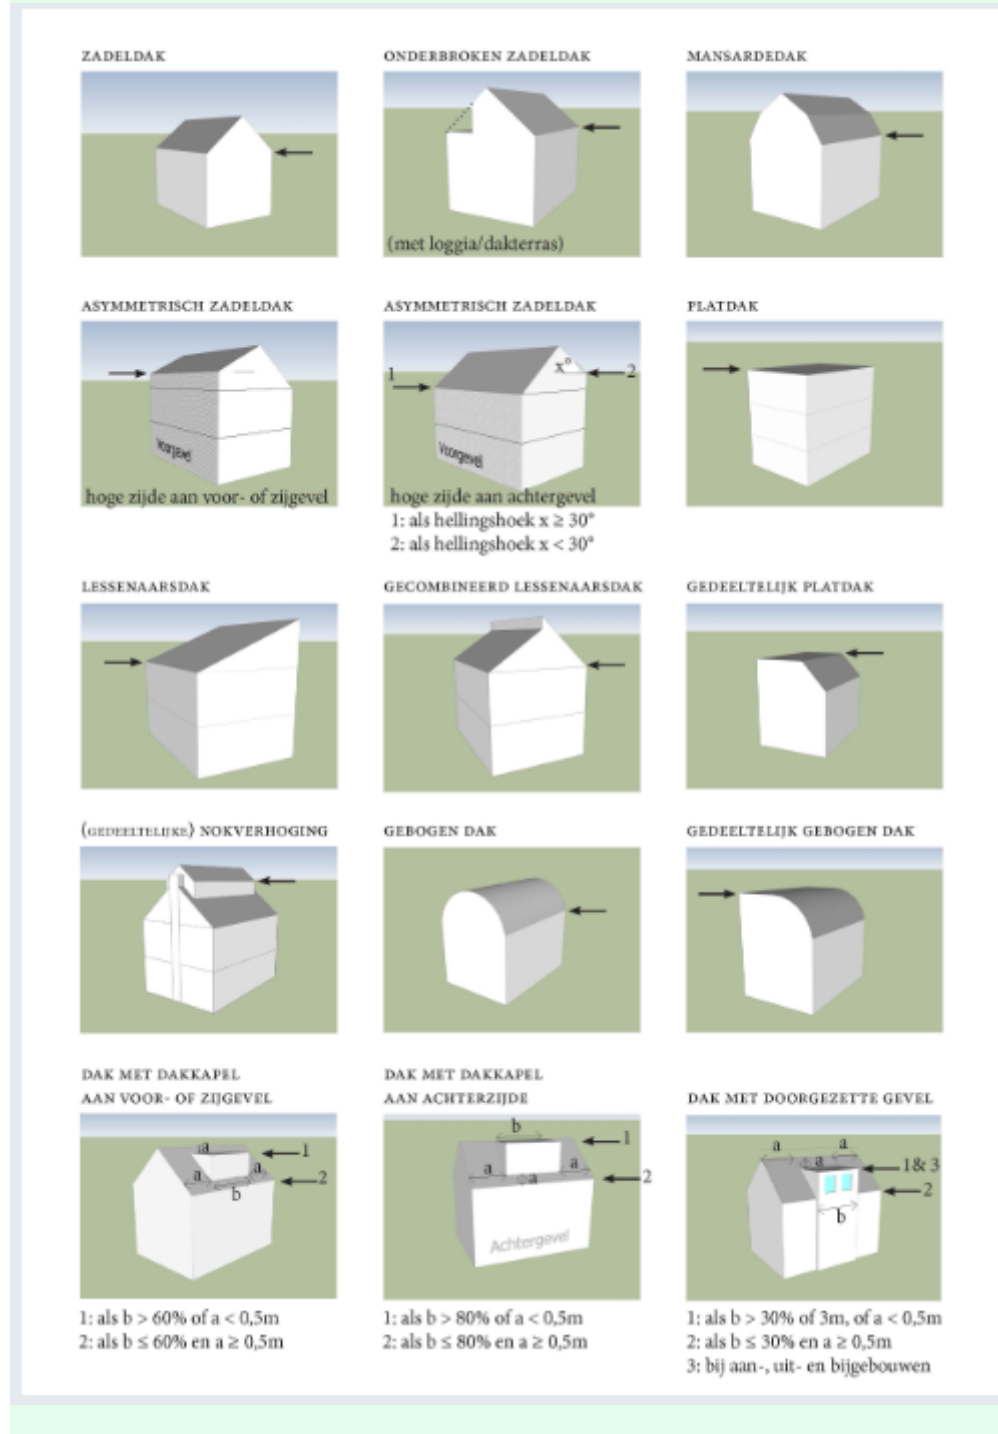 ZADELDAK
ONDERBROKEN ZADELDAK
MANSARDEDAK
(met loggia/dakterras)
ASYMMETRISCH ZADELDAK
ASYMMETRISCH ZADELDAK
PLATDAK
Voorgevel
hoge zijde aan voor- of zijgevel
1
x°
2
Voorgevel
hoge zijde aan achtergevel
1: als hellingshoek x ≥ 30°
2: als hellingshoek x < 30°
LESSENAARSDAK
GECOMBINEERD LESSENAARSDAK
GEDEELTELIJK PLATDAK
(GEDEELTELIJKE) NOKVERHOGING
GEBOGEN DAK
GEDEELTELIJK GEBOGEN DAK
DAK MET DAKKAPEL
AAN VOOR- OF ZIJGEVEL
DAK MET DAKKAPEL
AAN ACHTERZIJDE
DAK MET DOORGEZETTE GEVEL
a
1
a
a
2
b
b
1
a
a
a
2
Achtergevel
a
a
a
1& 3
2
b
1: als b > 60% of a < 0,5m
2: als b ≤ 60% en a ≥ 0,5m
1: als b > 80% of a < 0,5m
2: als b ≤ 80% en a ≥ 0,5m
1: als b > 30% of 3m, of a < 0,5m
2: als b ≤ 30% en a ≥ 0,5m
3: bij aan-, uit- en bijgebouwen